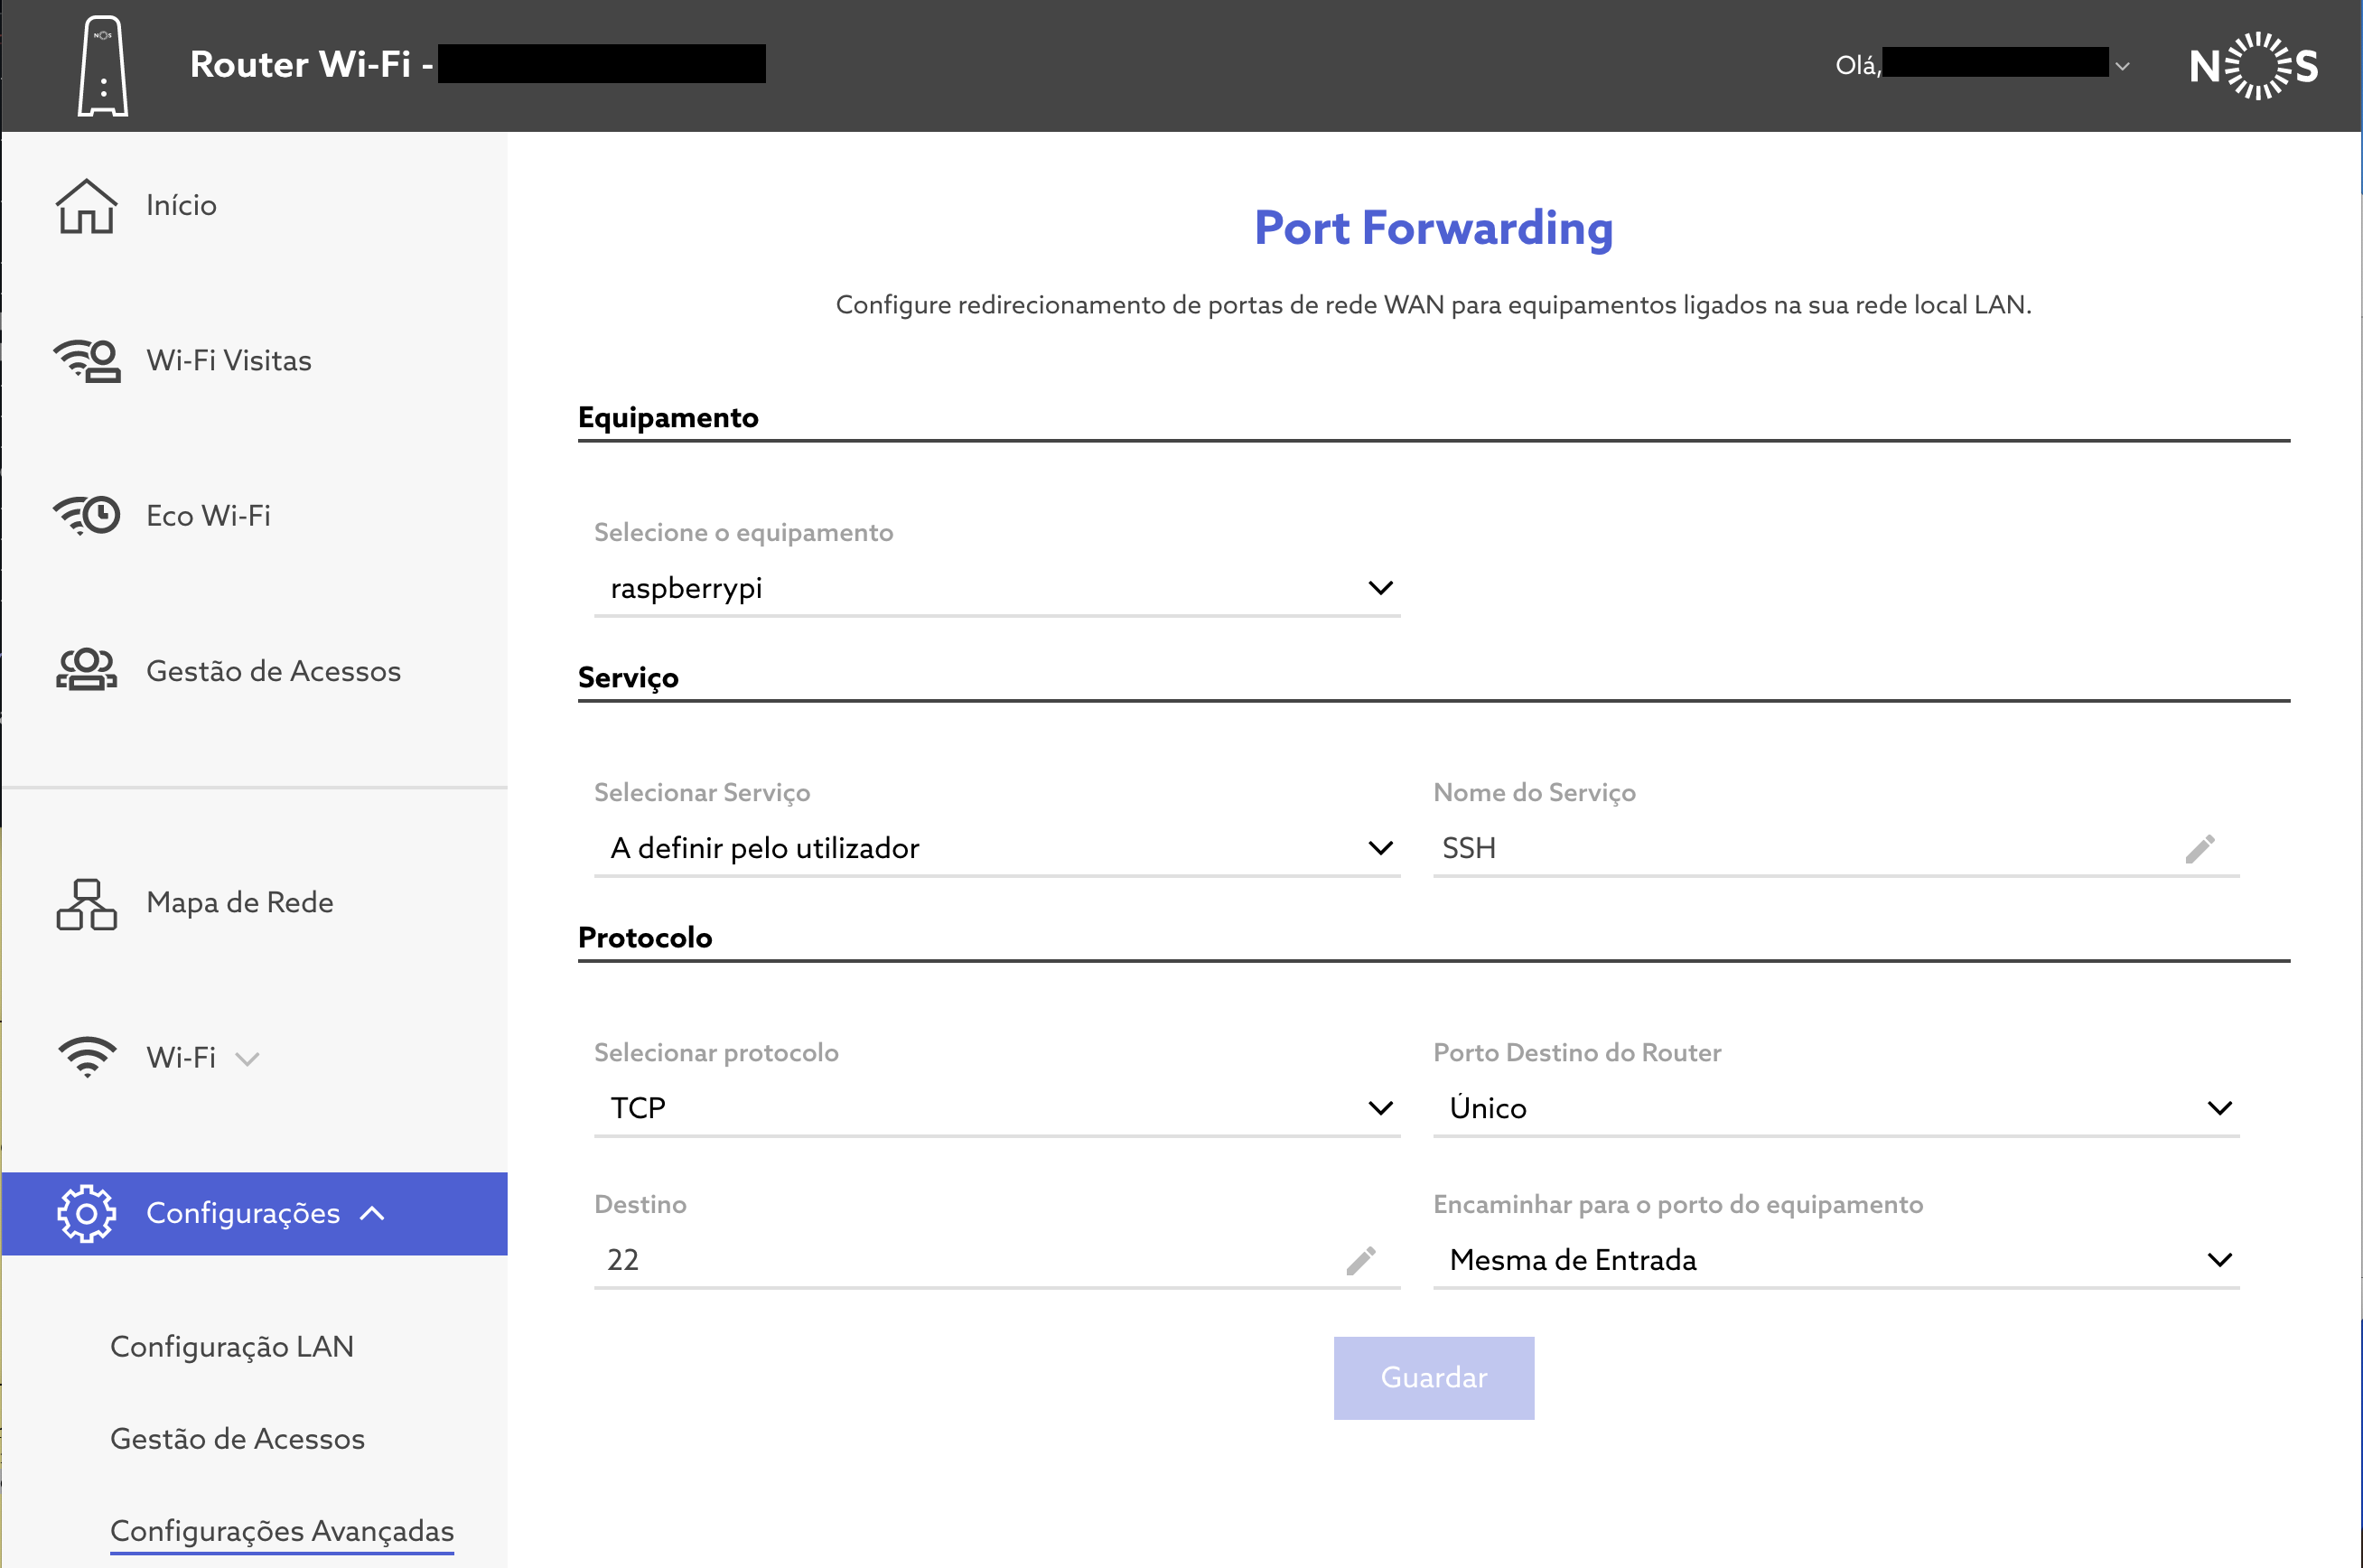 NOS
Router Wi-Fi -
Olá,
NOS
Início
Wi-Fi Visitas
Eco Wi-Fi
Gestão de Acessos
Mapa de Rede
Wi-Fi
Configurações
Configuração LAN
Gestão de Acessos
Configurações Avançadas
Port Forwarding
Configure redirecionamento de portas de rede WAN para equipamentos ligados na sua rede local LAN.
Equipamento
Selecione o equipamento
raspberrypi
Serviço
Selecionar Serviço
Nome do Serviço
A definir pelo utilizador
SSH
Protocolo
Selecionar protocolo
Porto Destino do Router
TCP
Único
Destino
Encaminhar para o porto do equipamento
22
Mesma de Entrada
Guardar